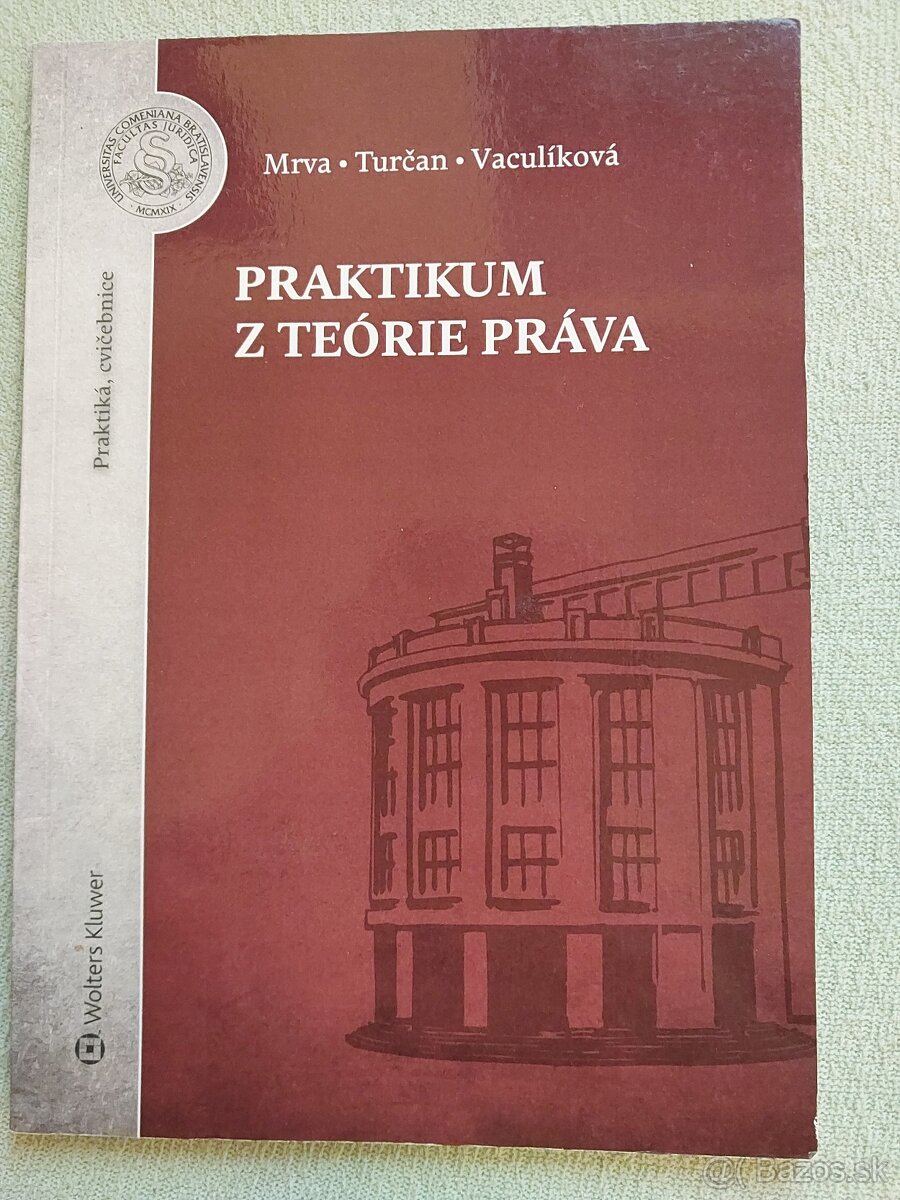 UNIVERSITAS COMENIANA BRATISLAVENSIS
FACULTAS IURIDICA
· MCMXIX ·
Mrva • Turčan • Vaculíková
PRAKTIKUM
Z TEÓRIE PRÁVA
Praktiká, cvičebnice
Wolters Kluwer
Bazos.sk